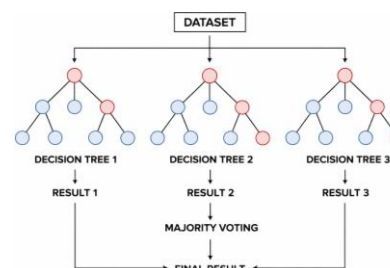 DATASET
DECISION TREE 1 DECISION TREE 2 DECISION TREE 3
RESULT 1 RESULT 2 RESULT 3
MAJORITY VOTING
FINAL RESULT